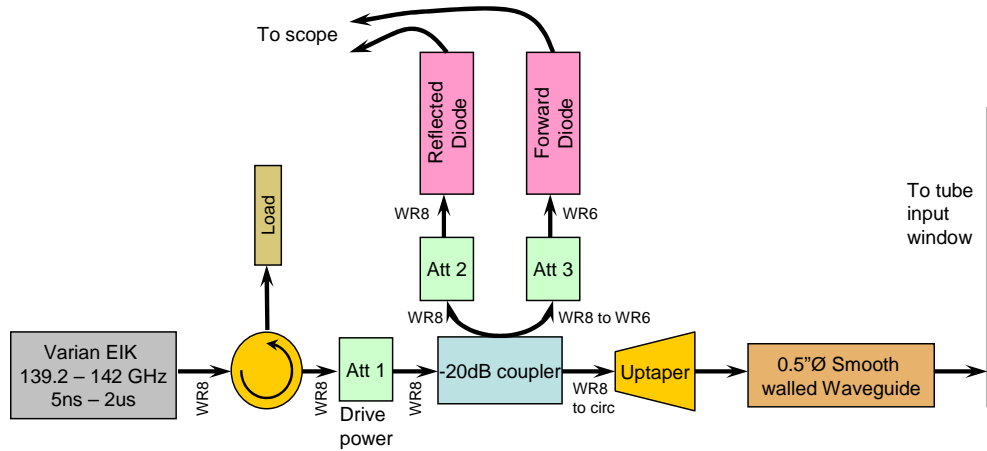 To scope
Reflected
Diode
Forward
Diode
Load
WR8
WR6
To tube
input
window
Att 2
Att 3
WR8
WR8 to WR6
Varian EIK
139.2 – 142 GHz
5ns – 2us
WR8
WR8
Att 1
Drive
power
WR8
-20dB coupler
WR8
to circ
Uptaper
0.5”Ø Smooth
walled Waveguide